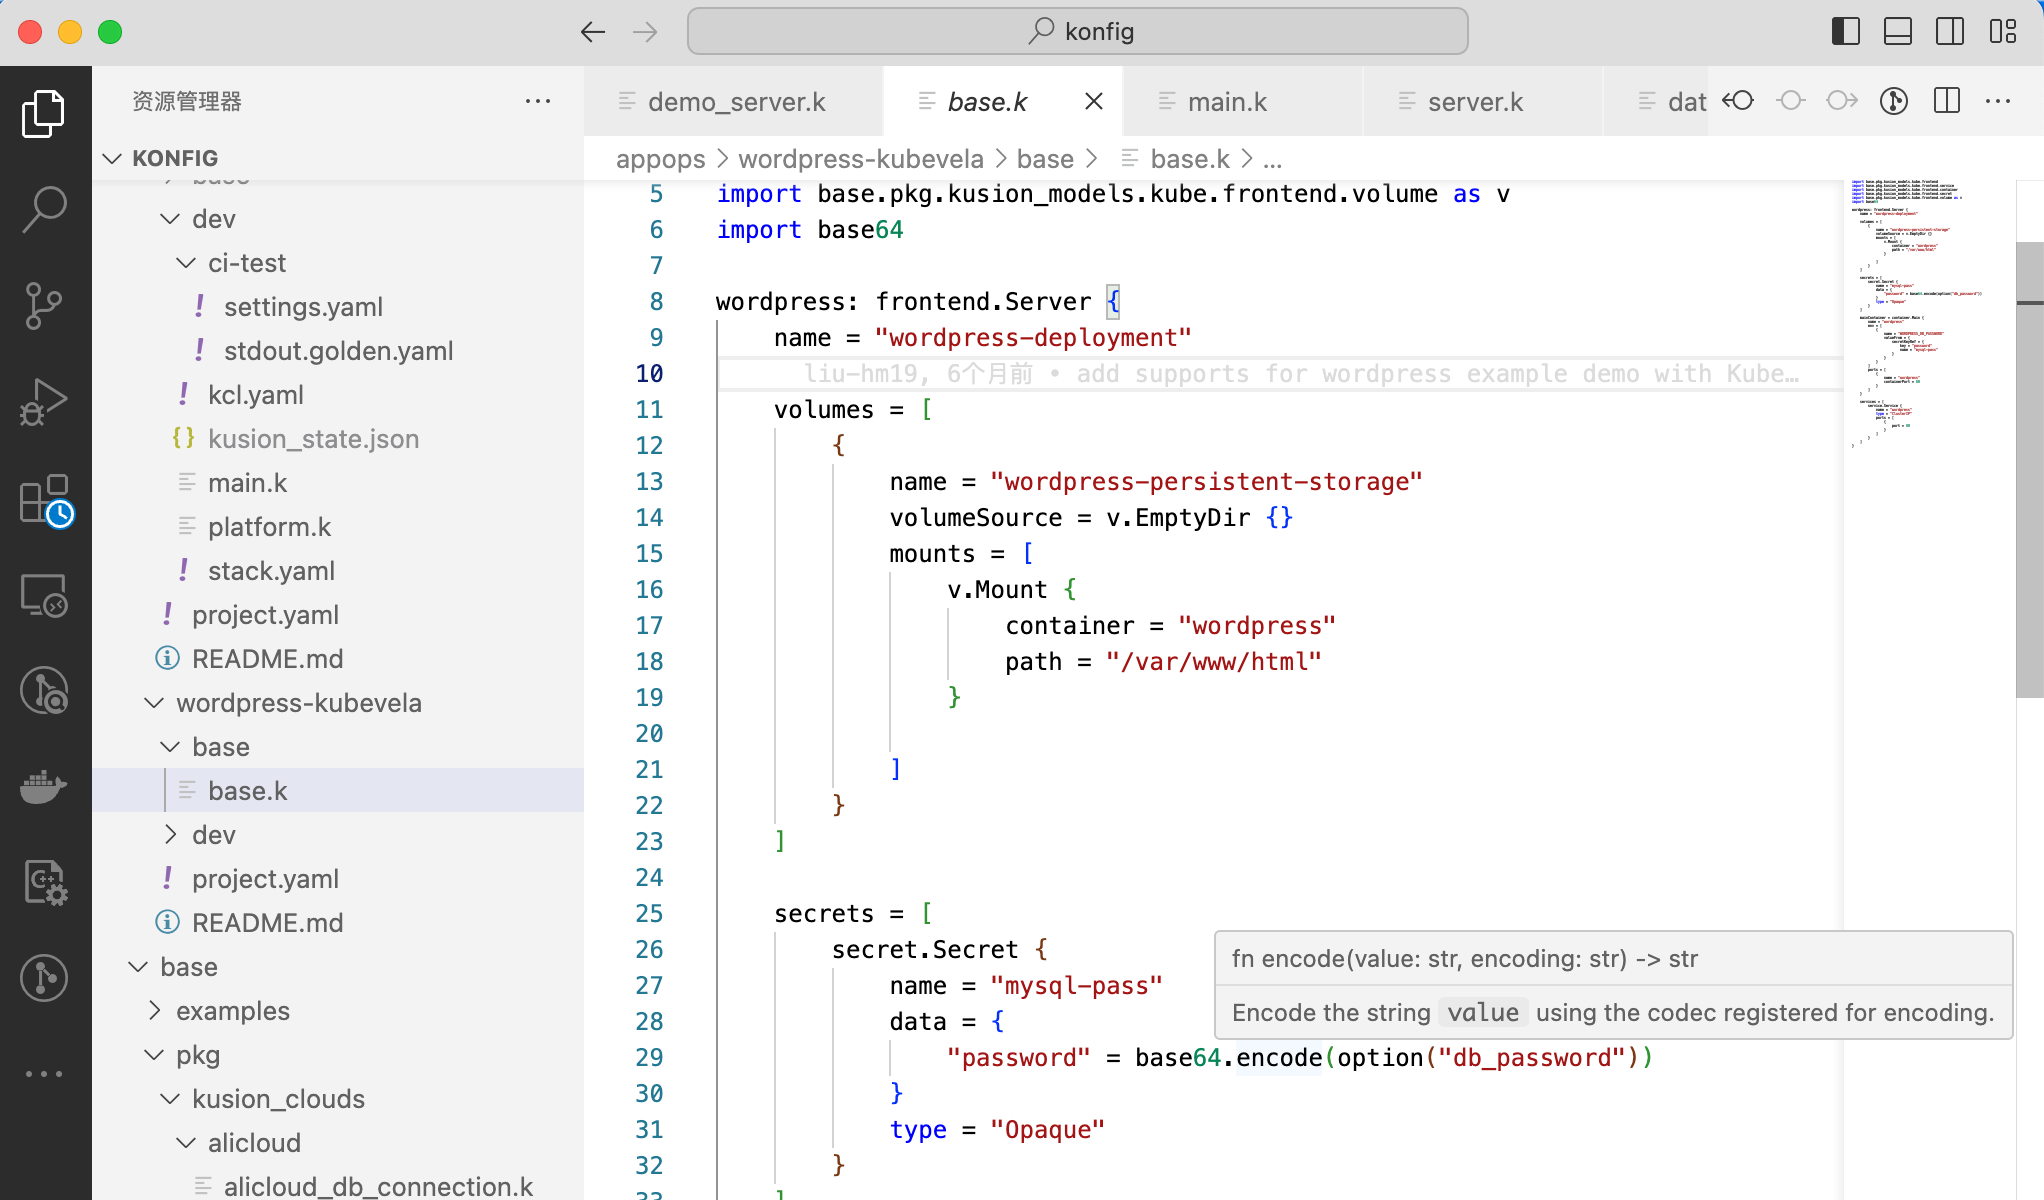 konfig
资源管理器
KONFIG
dev
ci-test
settings.yaml
stdout.golden.yaml
kcl.yaml
kusion_state.json
main.k
platform.k
stack.yaml
project.yaml
README.md
wordpress-kubevela
base
base.k
dev
project.yaml
README.md
base
examples
pkg
kusion_clouds
alicloud
alicloud_db_connection.k
demo_server.k
base.k
main.k
server.k
dat
appops > wordpress-kubevela > base > base.k > ...
5 import base.pkg.kusion_models.kube.frontend.volume as v
6 import base64
7
8 wordpress: frontend.Server {
9 name = "wordpress-deployment"
10 liu-hm19, 6个月前 • add supports for wordpress example demo with Kube…
11 volumes = [
12 {
13 name = "wordpress-persistent-storage"
14 volumeSource = v.EmptyDir {}
15 mounts = [
16 v.Mount {
17 container = "wordpress"
18 path = "/var/www/html"
19 }
20
21 ]
22 }
23 ]
24
25 secrets = [
26 secret.Secret {
27 name = "mysql-pass"
28 data = {
29 "password" = base64.encode(option("db_password"))
30 }
31 type = "Opaque"
32 }
33 ]
fn encode(value: str, encoding: str) -> str
Encode the string value using the codec registered for encoding.